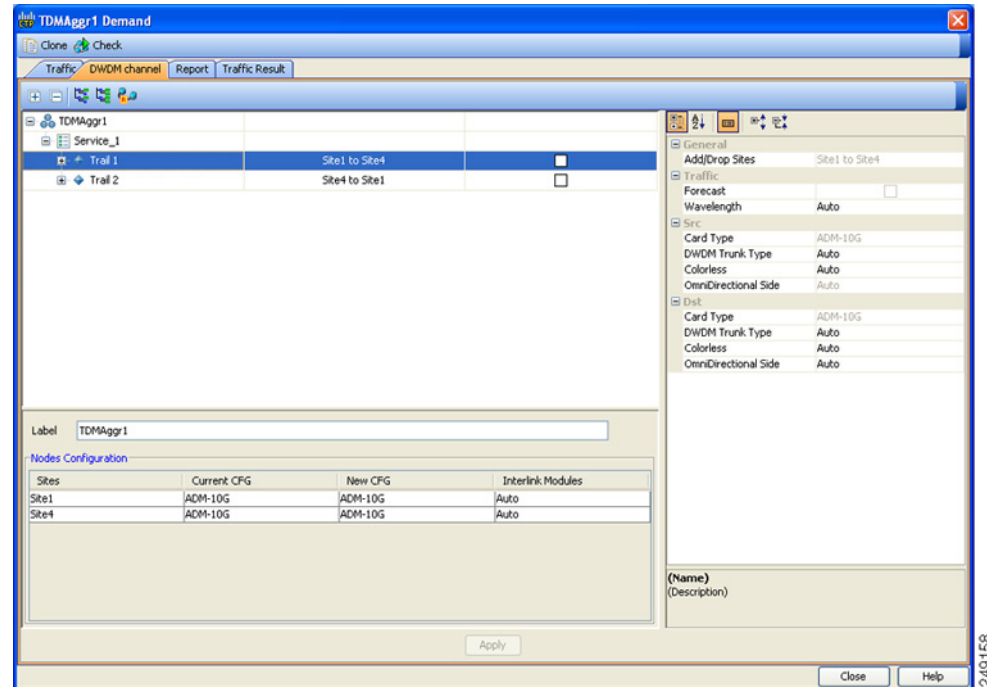 TDMAggr1 Demand
Clone Check
Traffic DWDM channel Report Traffic Result
TDMAggr1
Service_1
Trail 1 Site1 to Site4
Trail 2 Site4 to Site1
General
Add/Drop Sites Site1 to Site4
Traffic
Forecast
Wavelength Auto
Src
Card Type ADM-10G
DWDM Trunk Type Auto
Colorless Auto
OmniDirectional Side Auto
Dst
Card Type ADM-10G
DWDM Trunk Type Auto
Colorless Auto
OmniDirectional Side Auto
Label TDMAggr1
Nodes Configuration
Sites Current CFG New CFG Interlink Modules
Site1 ADM-10G ADM-10G Auto
Site4 ADM-10G ADM-10G Auto
(Name)
(Description)
Apply
Close Help
249158